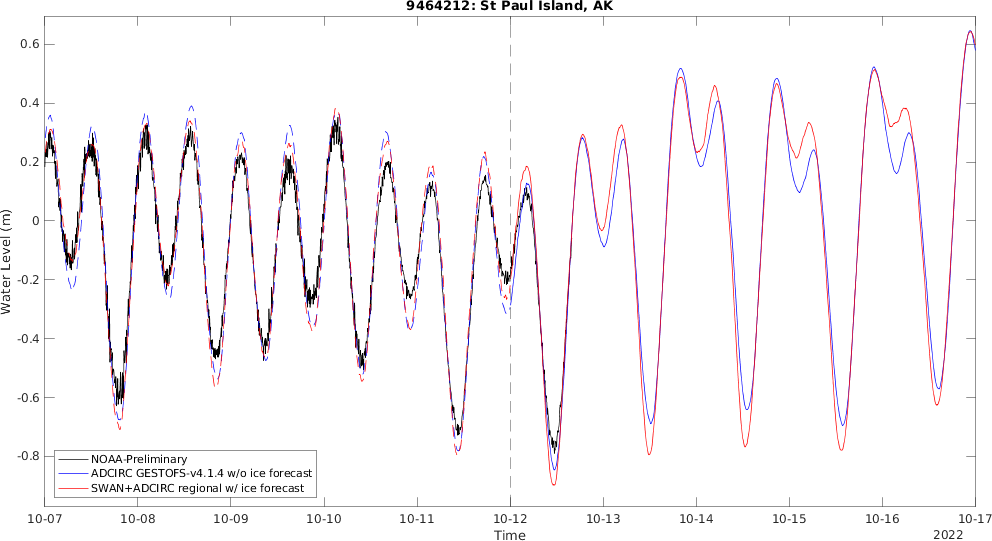 9464212: St Paul Island, AK
Water Level (m)
0.6
0.4
0.2
0
-0.2
-0.4
-0.6
-0.8
NOAA-Preliminary
ADCIRC GESTOFS-v4.1.4 w/o ice forecast
SWAN+ADCIRC regional w/ ice forecast
10-07 10-08 10-09 10-10 10-11 10-12 10-13 10-14 10-15 10-16 10-17
Time
2022